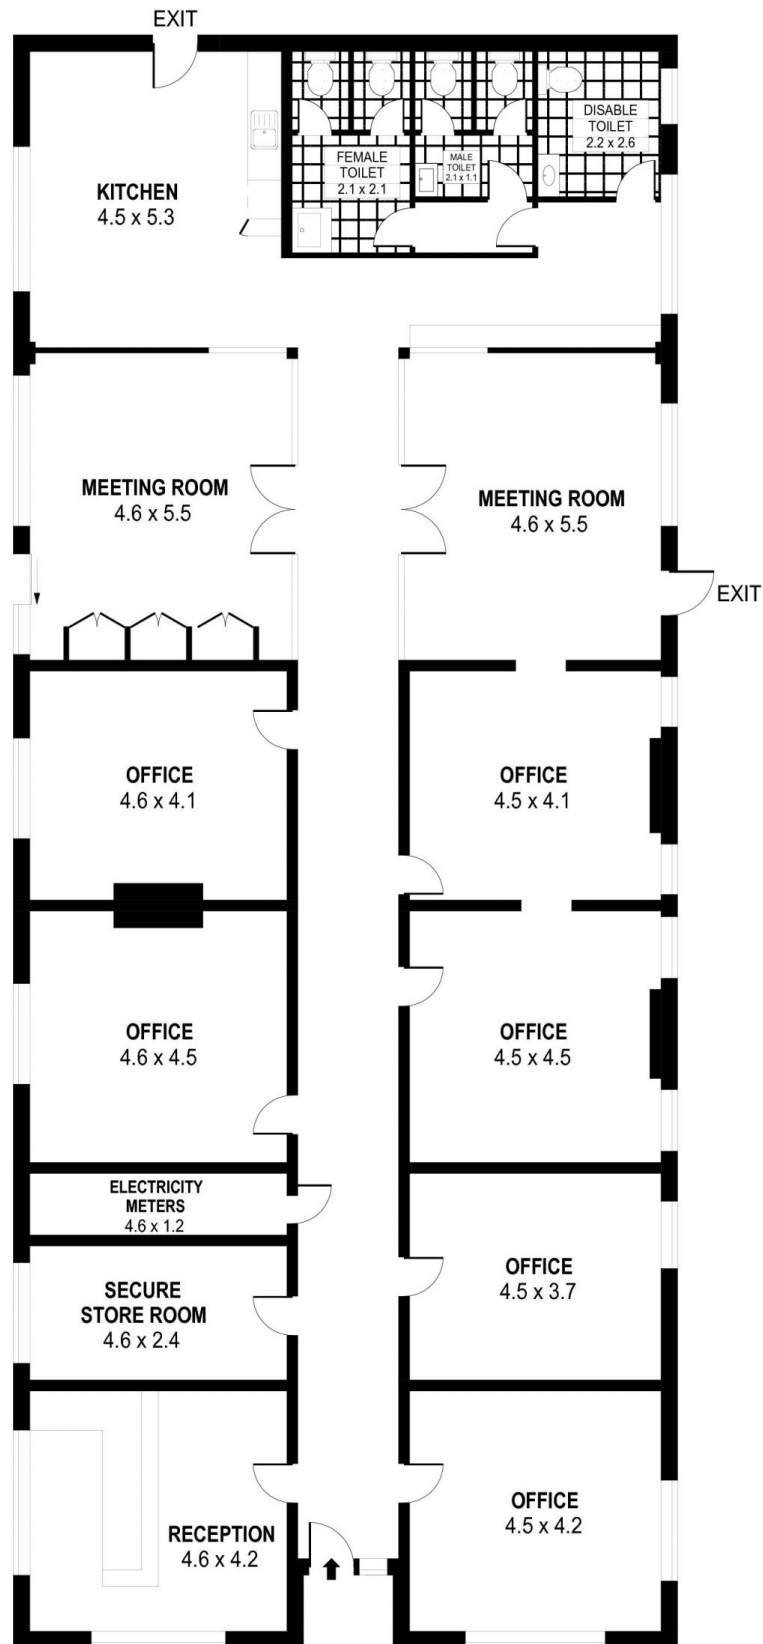 EXIT
DISABLE
TOILET
2.2 x 2.6
FEMALE
TOILET
2.1 x 2.1
MALE
TOILET
2.1 x 1.1
KITCHEN
4.5 x 5.3
MEETING ROOM
4.6 x 5.5
MEETING ROOM
4.6 x 5.5
EXIT
OFFICE
4.6 x 4.1
OFFICE
4.5 x 4.1
OFFICE
4.6 x 4.5
OFFICE
4.5 x 4.5
ELECTRICITY
METERS
4.6 x 1.2
OFFICE
4.5 x 3.7
SECURE
STORE ROOM
4.6 x 2.4
OFFICE
4.5 x 4.2
RECEPTION
4.6 x 4.2